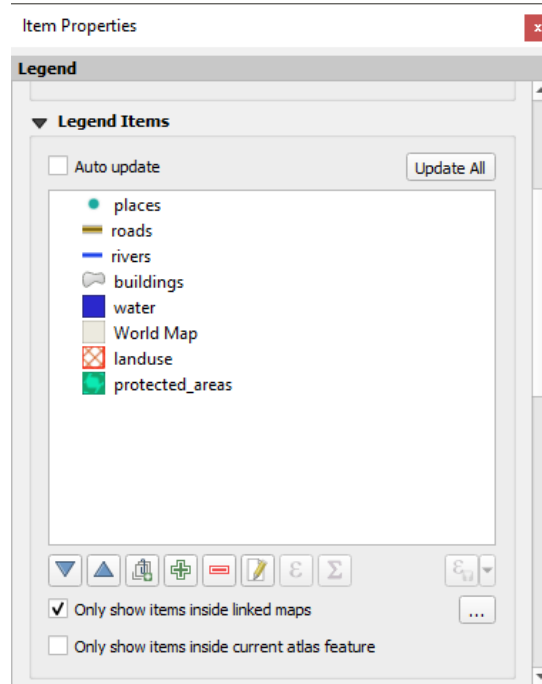 Item Properties
x
Legend
Legend Items
Auto update
Update All
places
roads
rivers
buildings
water
World Map
landuse
protected_areas
ε
Σ
ε
Only show items inside linked maps
...
Only show items inside current atlas feature